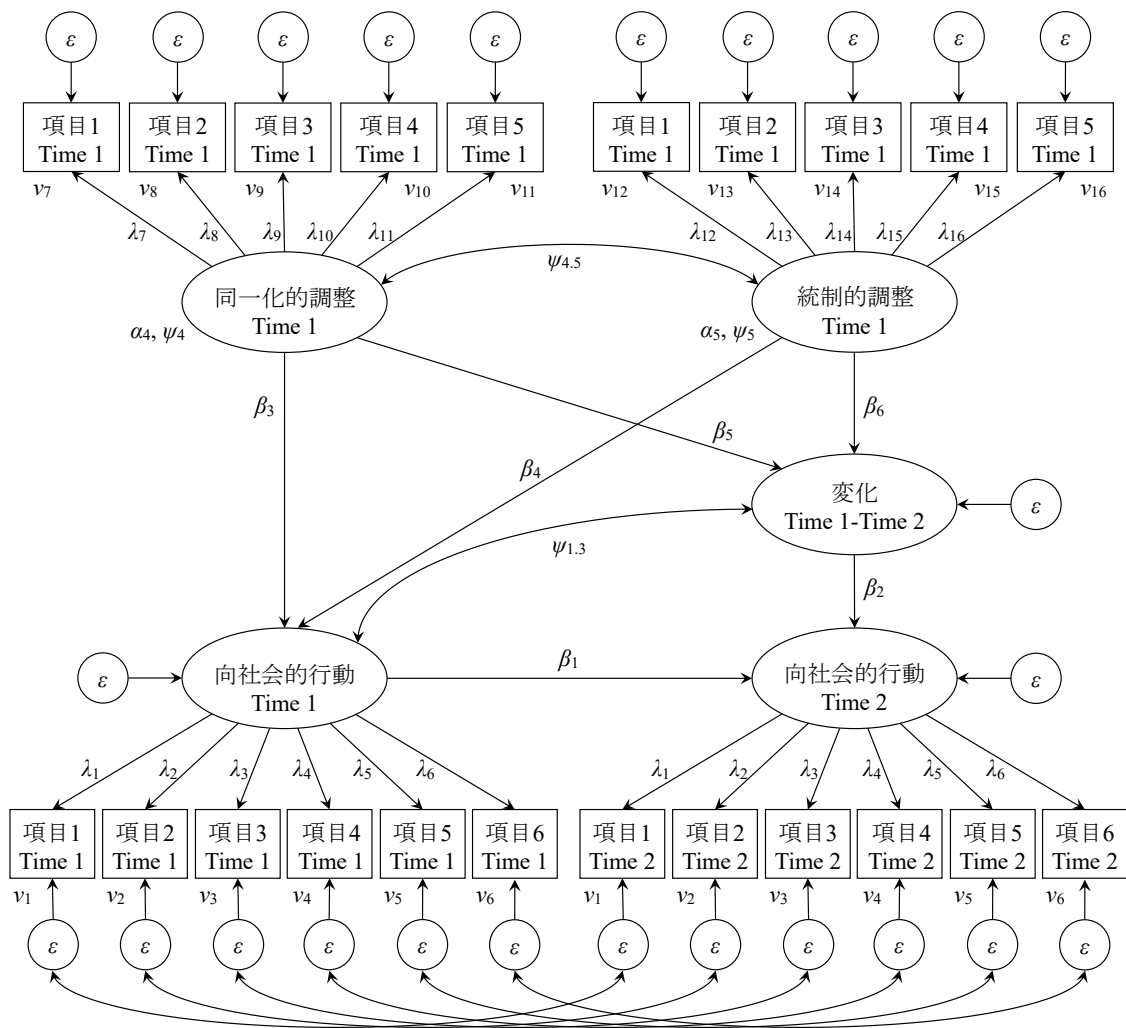 ε ε ε ε ε ε ε ε ε ε
項目1 項目2 項目3 項目4 項目5 項目1 項目2 項目3 項目4 項目5
Time 1 Time 1 Time 1 Time 1 Time 1 Time 1 Time 1 Time 1 Time 1 Time 1
ν7 ν8 ν9 ν10 ν11 ν12 ν13 ν14 ν15 ν16
λ7 λ8 λ9 λ10 λ11 λ12 λ13 λ14 λ15 λ16
ψ4.5
同一化的調整 統制的調整
Time 1 Time 1
α4, ψ4 α5, ψ5
β3 β6
β5
β4
変化
Time 1-Time 2 ε
ψ1.3
β2
β1
向社会的行動 向社会的行動
ε Time 1 Time 2 ε
λ1 λ2 λ3 λ4 λ5 λ6 λ1 λ2 λ3 λ4 λ5 λ6
項目1 項目2 項目3 項目4 項目5 項目6 項目1 項目2 項目3 項目4 項目5 項目6
Time 1 Time 1 Time 1 Time 1 Time 1 Time 1 Time 2 Time 2 Time 2 Time 2 Time 2 Time 2
ν1 ν2 ν3 ν4 ν5 ν6 ν1 ν2 ν3 ν4 ν5 ν6
ε ε ε ε ε ε ε ε ε ε ε ε